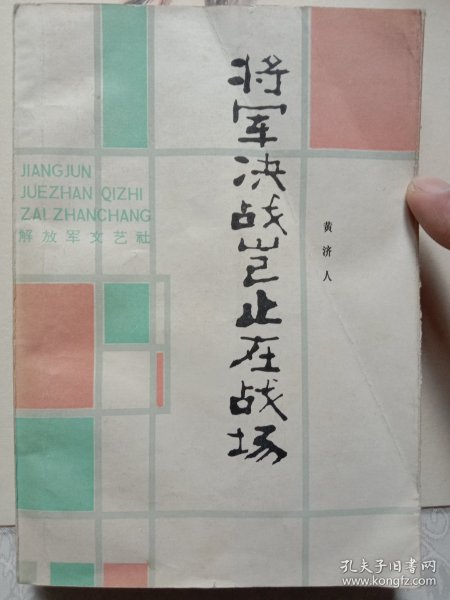 将军决战岂止在战场
黄济人
JIANGJUN
JUEZHAN QIZHI
ZAI ZHANCHANG
解放军文艺社
孔夫子旧书网
www.kongfz.com